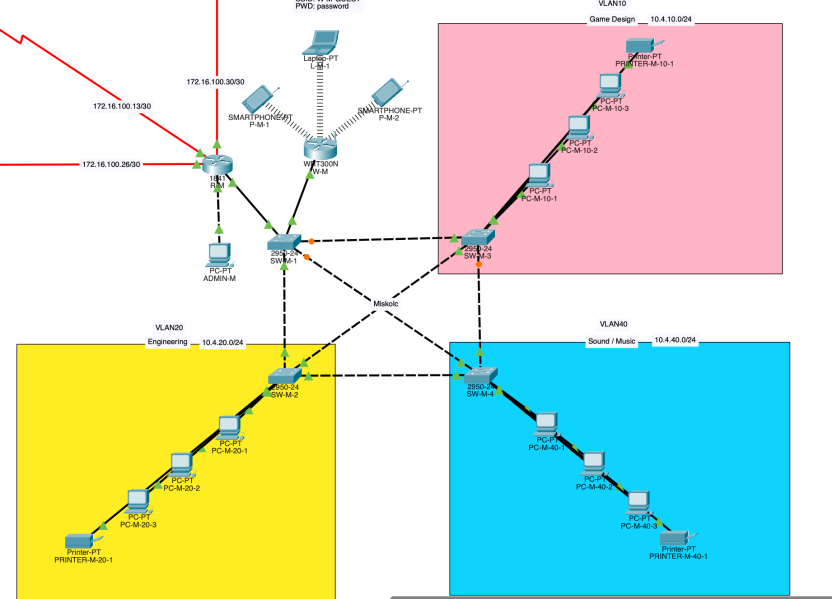 PWD: password
Laptop-PT
L-M-1
SMARTPHONE-PT
P-M-1
SMARTPHONE-PT
P-M-2
WRT300N
W-M
172.16.100.30/30
172.16.100.13/30
172.16.100.26/30
1841
R-M
PC-PT
ADMIN-M
2950-24
SW-M-1
2950-24
SW-M-3
VLAN10
Game Design
10.4.10.0/24
Printer-PT
PRINTER-M-10-1
PC-PT
PC-M-10-3
PC-PT
PC-M-10-2
PC-PT
PC-M-10-1
Miskolc
VLAN20
Engineering
10.4.20.0/24
2950-24
SW-M-2
PC-PT
PC-M-20-1
PC-PT
PC-M-20-2
PC-PT
PC-M-20-3
Printer-PT
PRINTER-M-20-1
VLAN40
Sound / Music
10.4.40.0/24
2950-24
SW-M-4
PC-PT
PC-M-40-1
PC-PT
PC-M-40-2
PC-PT
PC-M-40-3
Printer-PT
PRINTER-M-40-1